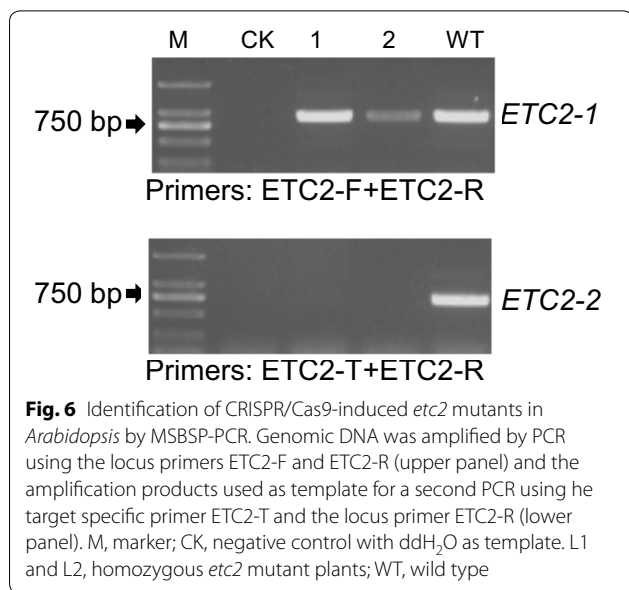 M CK 1 2 WT
750 bp
ETC2-1
Primers: ETC2-F+ETC2-R
750 bp
ETC2-2
Primers: ETC2-T+ETC2-R
Fig. 6 Identification of CRISPR/Cas9-induced etc2 mutants in
Arabidopsis by MSBSP-PCR. Genomic DNA was amplified by PCR
using the locus primers ETC2-F and ETC2-R (upper panel) and the
amplification products used as template for a second PCR using he
target specific primer ETC2-T and the locus primer ETC2-R (lower
panel). M, marker; CK, negative control with ddH₂O as template. L1
and L2, homozygous etc2 mutant plants; WT, wild type